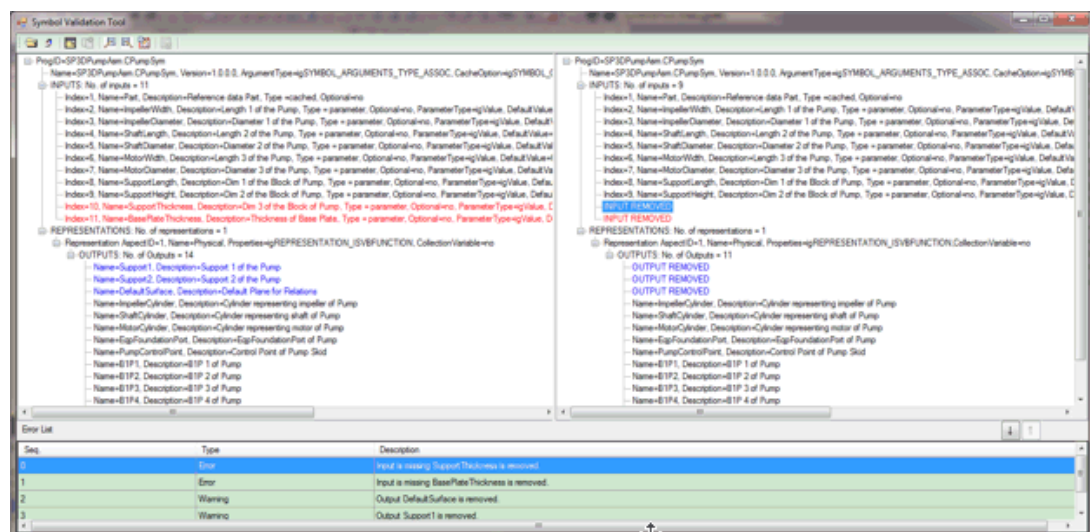 Symbol Validation Tool
ProgID=SP3DPumpAsm.CPumpSym
Name=SP3DPumpAsm.CPumpSym, Version=1.0.0.0, ArgumentType=igSYMBOL_ARGUMENTS_TYPE_ASSOC, CacheOption=igSYMBOL_(
INPUTS: No. of inputs = 11
Index=1, Name=Part, Description=Reference data Part, Type =cached, Optional=no
Index=2, Name=ImpellerWidth, Description=Length 1 of the Pump, Type = parameter, Optional=no, ParameterType=igValue, DefaultValue
Index=3, Name=ImpellerDiameter, Description=Diameter 1 of the Pump, Type = parameter, Optional=no, ParameterType=igValue, Default
Index=4, Name=ShaftLength, Description=Length 2 of the Pump, Type = parameter, Optional=no, ParameterType=igValue, DefaultValue=
Index=5, Name=ShaftDiameter, Description=Diameter 2 of the Pump, Type = parameter, Optional=no, ParameterType=igValue, DefaultVa
Index=6, Name=MotorWidth, Description=Length 3 of the Pump, Type = parameter, Optional=no, ParameterType=igValue, DefaultValue=
Index=7, Name=MotorDiameter, Description=Diameter 3 of the Pump, Type = parameter, Optional=no, ParameterType=igValue, DefaultVa
Index=8, Name=SupportLength, Description=Dim 1 of the Block of Pump, Type = parameter, Optional=no, ParameterType=igValue, Defau
Index=9, Name=SupportHeight, Description=Dim 2 of the Block of Pump, Type = parameter, Optional=no, ParameterType=igValue, Defau
Index=10, Name=SupportThickness, Description=Dim 3 of the Block of Pump, Type = parameter, Optional=no, ParameterType=igValue, D
Index=11, Name=BasePlateThickness, Description=Thickness of Base Plate, Type = parameter, Optional=no, ParameterType=igValue, D
REPRESENTATIONS: No. of representations = 1
Representation AspectID=1, Name=Physical, Properties=igREPRESENTATION_ISVBFUNCTION, CollectionVariable=no
OUTPUTS: No. of Outputs = 14
Name=Support1, Description=Support 1 of the Pump
Name=Support2, Description=Support 2 of the Pump
Name=DefaultSurface, Description=Default Plane for Relations
Name=ImpellerCylinder, Description=Cylinder representing impeller of Pump
Name=ShaftCylinder, Description=Cylinder representing shaft of Pump
Name=MotorCylinder, Description=Cylinder representing motor of Pump
Name=EqpFoundationPort, Description=EqpFoundationPort of Pump
Name=PumpControlPoint, Description=Control Point of Pump Skid
Name=B1P1, Description=B1P 1 of Pump
Name=B1P2, Description=B1P 2 of Pump
Name=B1P3, Description=B1P 3 of Pump
Name=B1P4, Description=B1P 4 of Pump
ProgID=SP3DPumpAsm.CPumpSym
Name=SP3DPumpAsm.CPumpSym, Version=1.0.0.0, ArgumentType=igSYMBOL_ARGUMENTS_TYPE_ASSOC, CacheOption=igSYMB
INPUTS: No. of inputs = 9
Index=1, Name=Part, Description=Reference data Part, Type =cached, Optional=no
Index=2, Name=ImpellerWidth, Description=Length 1 of the Pump, Type = parameter, Optional=no, ParameterType=igValue, DefaultV
Index=3, Name=ImpellerDiameter, Description=Diameter 1 of the Pump, Type = parameter, Optional=no, ParameterType=igValue, De
Index=4, Name=ShaftLength, Description=Length 2 of the Pump, Type = parameter, Optional=no, ParameterType=igValue, DefaultVa
Index=5, Name=ShaftDiameter, Description=Diameter 2 of the Pump, Type = parameter, Optional=no, ParameterType=igValue, Defau
Index=6, Name=MotorWidth, Description=Length 3 of the Pump, Type = parameter, Optional=no, ParameterType=igValue, DefaultVa
Index=7, Name=MotorDiameter, Description=Diameter 3 of the Pump, Type = parameter, Optional=no, ParameterType=igValue, Defau
Index=8, Name=SupportLength, Description=Dim 1 of the Block of Pump, Type = parameter, Optional=no, ParameterType=igValue, D
Index=9, Name=SupportHeight, Description=Dim 2 of the Block of Pump, Type = parameter, Optional=no, ParameterType=igValue, D
INPUT REMOVED
INPUT REMOVED
REPRESENTATIONS: No. of representations = 1
Representation AspectID=1, Name=Physical, Properties=igREPRESENTATION_ISVBFUNCTION,CollectionVariable=no
OUTPUTS: No. of Outputs = 11
OUTPUT REMOVED
OUTPUT REMOVED
OUTPUT REMOVED
Name=ImpellerCylinder, Description=Cylinder representing impeller of Pump
Name=ShaftCylinder, Description=Cylinder representing shaft of Pump
Name=MotorCylinder, Description=Cylinder representing motor of Pump
Name=EqpFoundationPort, Description=EqpFoundationPort of Pump
Name=PumpControlPoint, Description=Control Point of Pump Skid
Name=B1P1, Description=B1P 1 of Pump
Name=B1P2, Description=B1P 2 of Pump
Name=B1P3, Description=B1P 3 of Pump
Name=B1P4, Description=B1P 4 of Pump
Error List
Seq. Type Description
0 Error Input is missing SupportThickness is removed.
1 Error Input is missing BasePlateThickness is removed.
2 Warning Output DefaultSurface is removed.
3 Warning Output Support1 is removed.